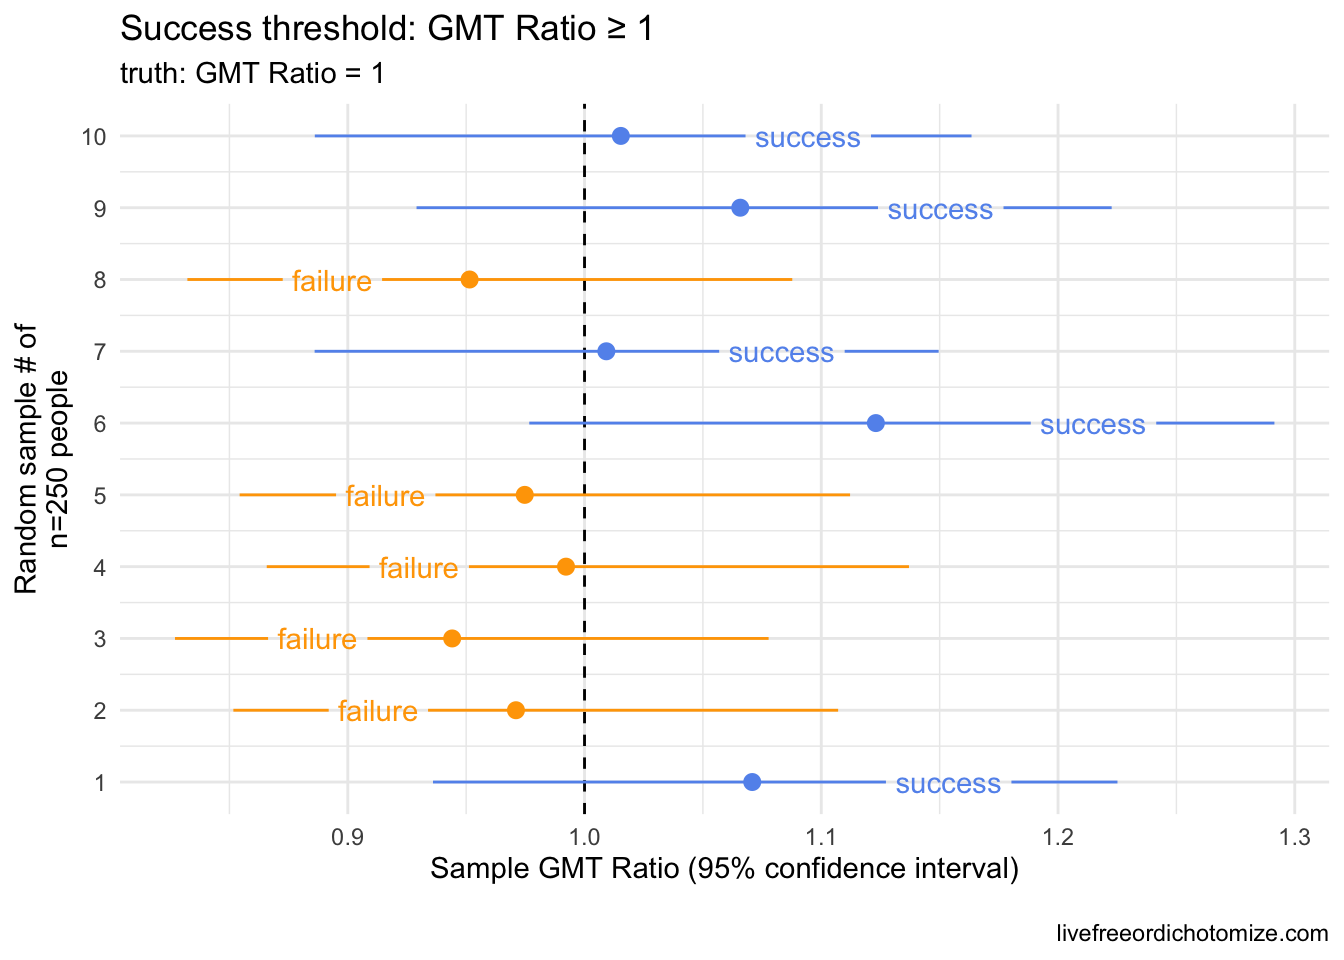 Success threshold: GMT Ratio ≥ 1
truth: GMT Ratio = 1
10
success
9
success
8
failure
7
success
6
success
5
failure
4
failure
3
failure
2
failure
1
success
Random sample # of
n=250 people
0.9
1.0
1.1
1.2
1.3
Sample GMT Ratio (95% confidence interval)
livefreeordichotomize.com